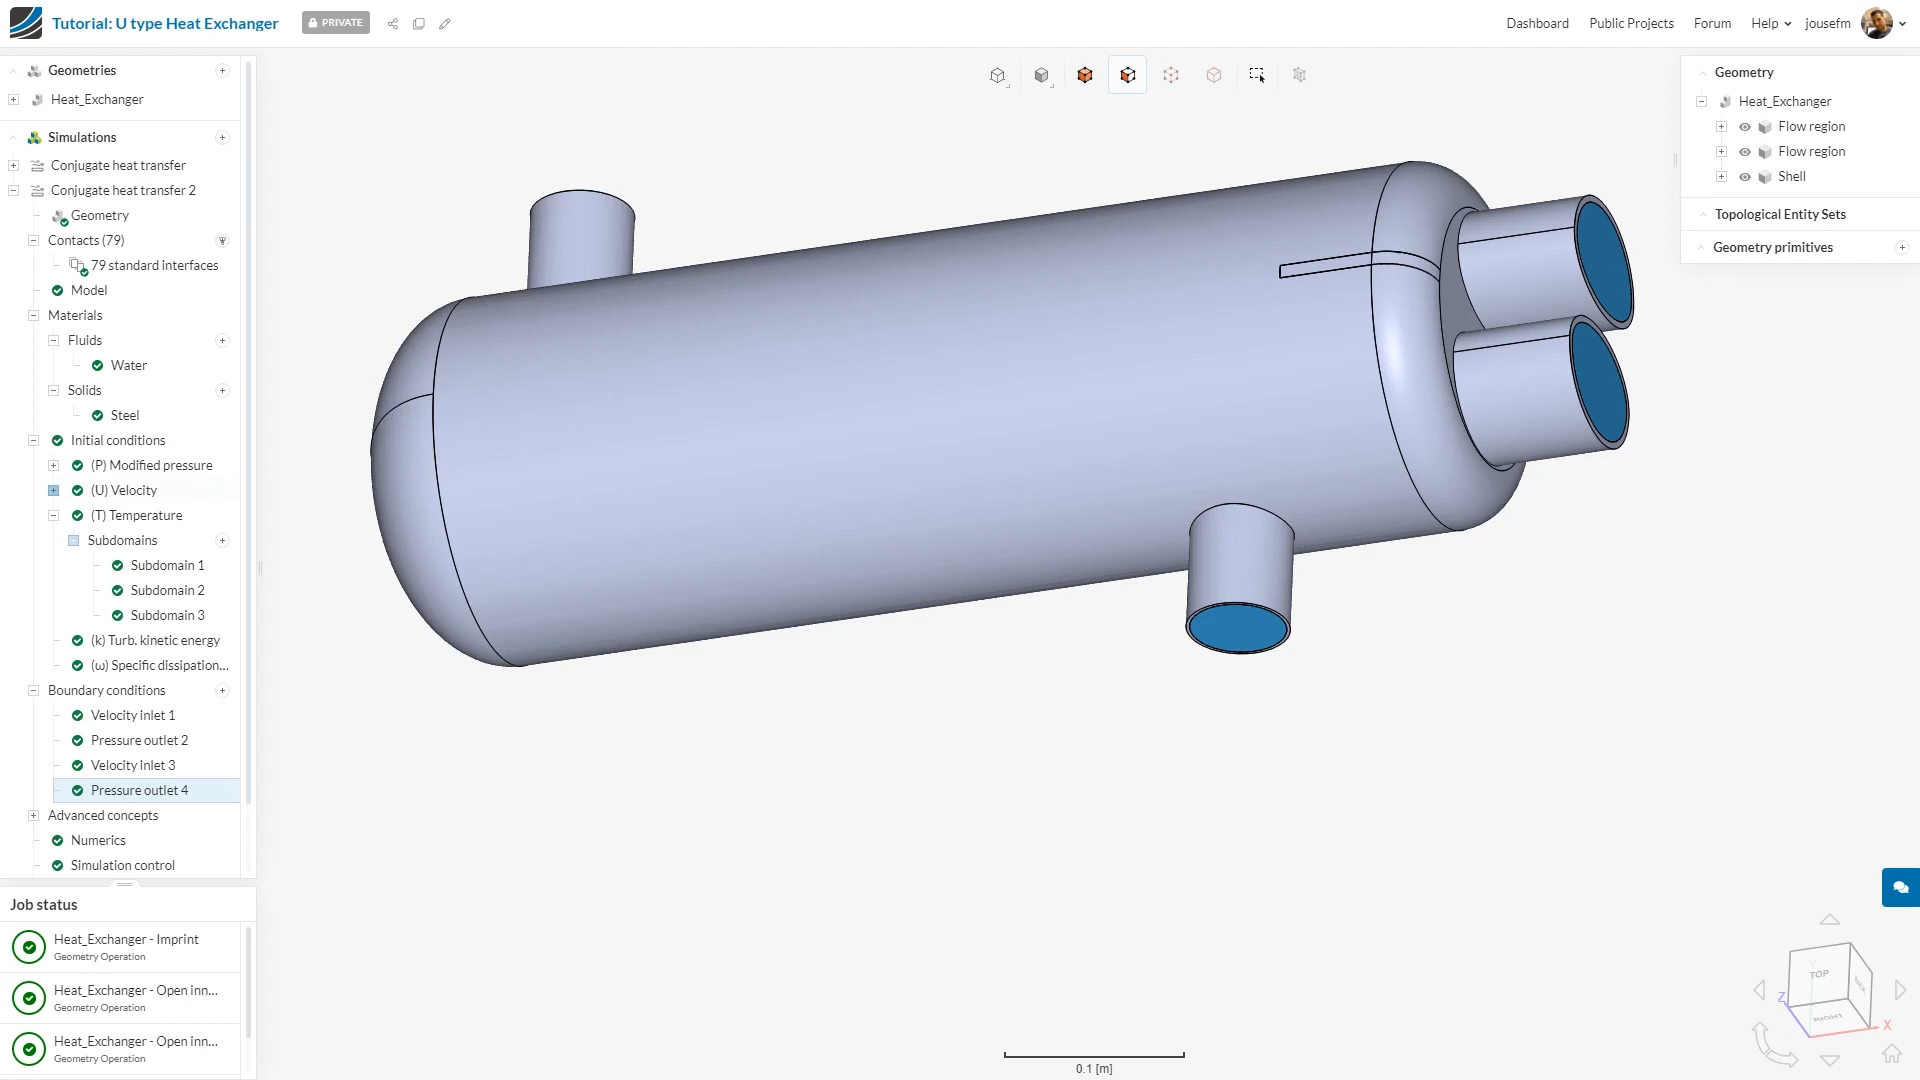 Tutorial: U type Heat Exchanger
PRIVATE
Dashboard
Public Projects
Forum
Help
jousefm
Geometries
Heat_Exchanger
Simulations
Conjugate heat transfer
Conjugate heat transfer 2
Geometry
Contacts (79)
79 standard interfaces
Model
Materials
Fluids
Water
Solids
Steel
Initial conditions
(P) Modified pressure
(U) Velocity
(T) Temperature
Subdomains
Subdomain 1
Subdomain 2
Subdomain 3
(k) Turb. kinetic energy
(ω) Specific dissipation...
Boundary conditions
Velocity inlet 1
Pressure outlet 2
Velocity inlet 3
Pressure outlet 4
Advanced concepts
Numerics
Simulation control
Job status
Heat_Exchanger - Imprint
Geometry Operation
Heat_Exchanger - Open inn...
Geometry Operation
Heat_Exchanger - Open inn...
Geometry Operation
Geometry
Heat_Exchanger
Flow region
Flow region
Shell
Topological Entity Sets
Geometry primitives
0.1 [m]
Y
TOP
BACK
Z
RIGHT
X